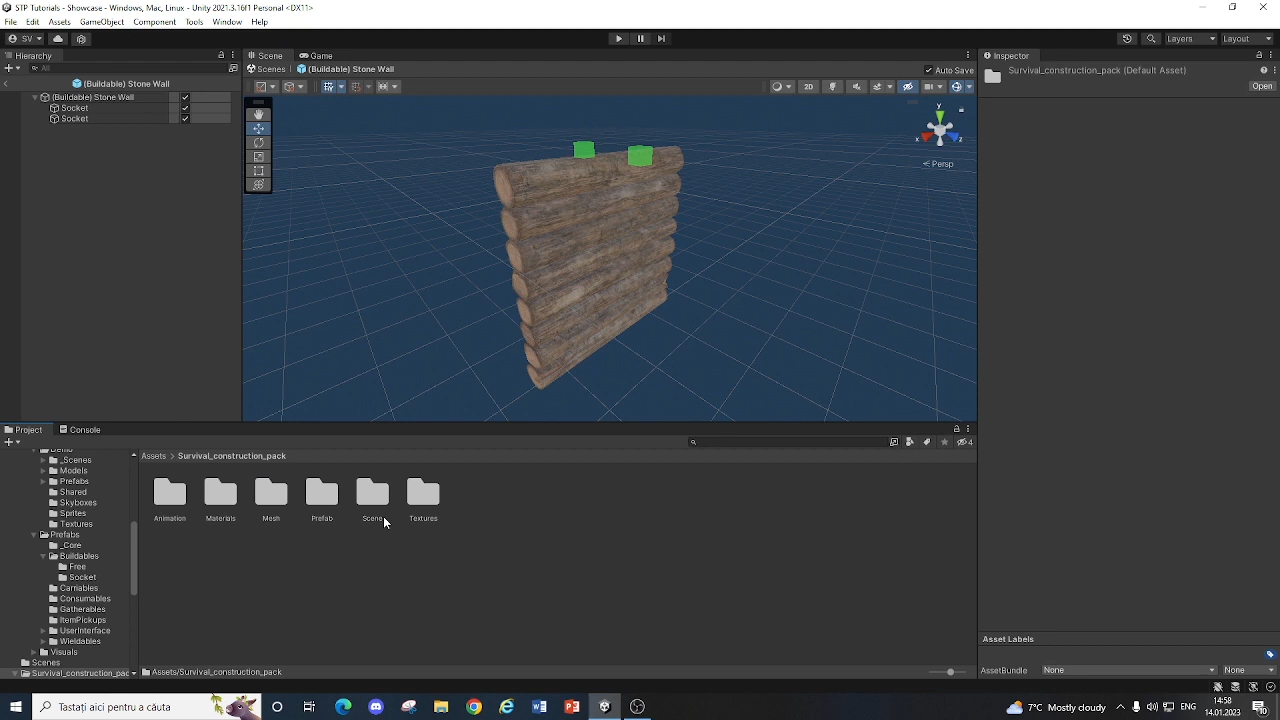 STP Tutorials - Showcase - Windows, Mac, Linux - Unity 2021.3.16f1 Personal <DX11>
File Edit Assets GameObject Component Tools Window Help
SV
Layers Layout
Hierarchy
Scene Game
Inspector
All
Scenes (Buildable) Stone Wall
Auto Save
Survival_construction_pack (Default Asset)
Open
(Buildable) Stone Wall
2D
(Buildable) Stone Wall
Socket
Socket
y
x
z
Persp
Project Console
4
Demo
_Scenes
Models
Prefabs
Shared
Skyboxes
Sprites
Textures
Prefabs
_Core
Buildables
Free
Socket
Carriables
Consumables
Gatherables
ItemPickups
UserInterface
Wieldables
Visuals
Scenes
Survival_construction_pac
Assets > Survival_construction_pack
Animation Materials Mesh Prefab Scene Textures
Assets/Survival_construction_pack
Asset Labels
AssetBundle None None
Tastați aici pentru a căuta
7°C Mostly cloudy
ENG
14:58
14.01.2023